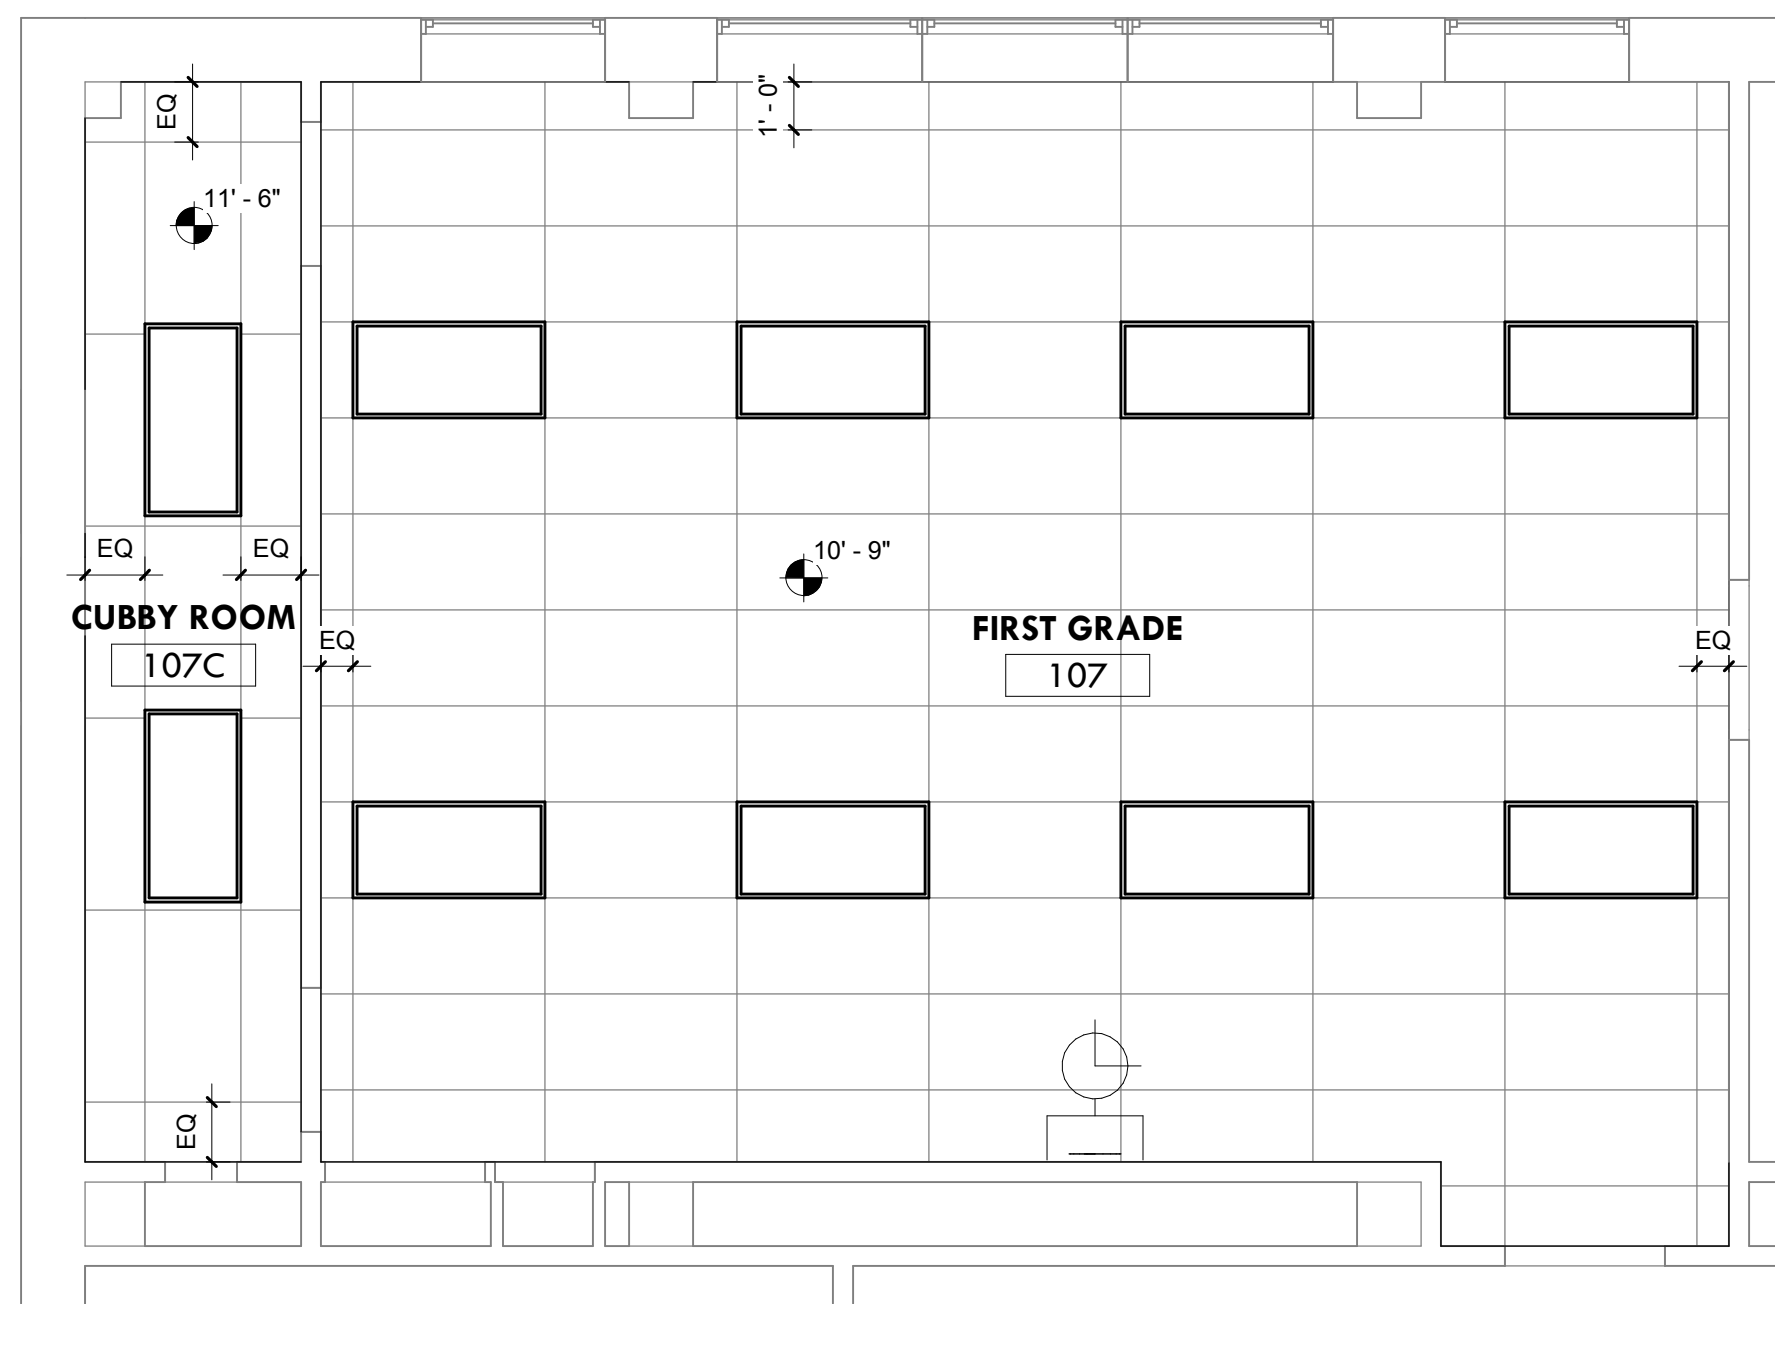 EQ
1' - 0"
11' - 6"
EQ
EQ
10' - 9"
CUBBY ROOM
107C
EQ
FIRST GRADE
107
EQ
EQ